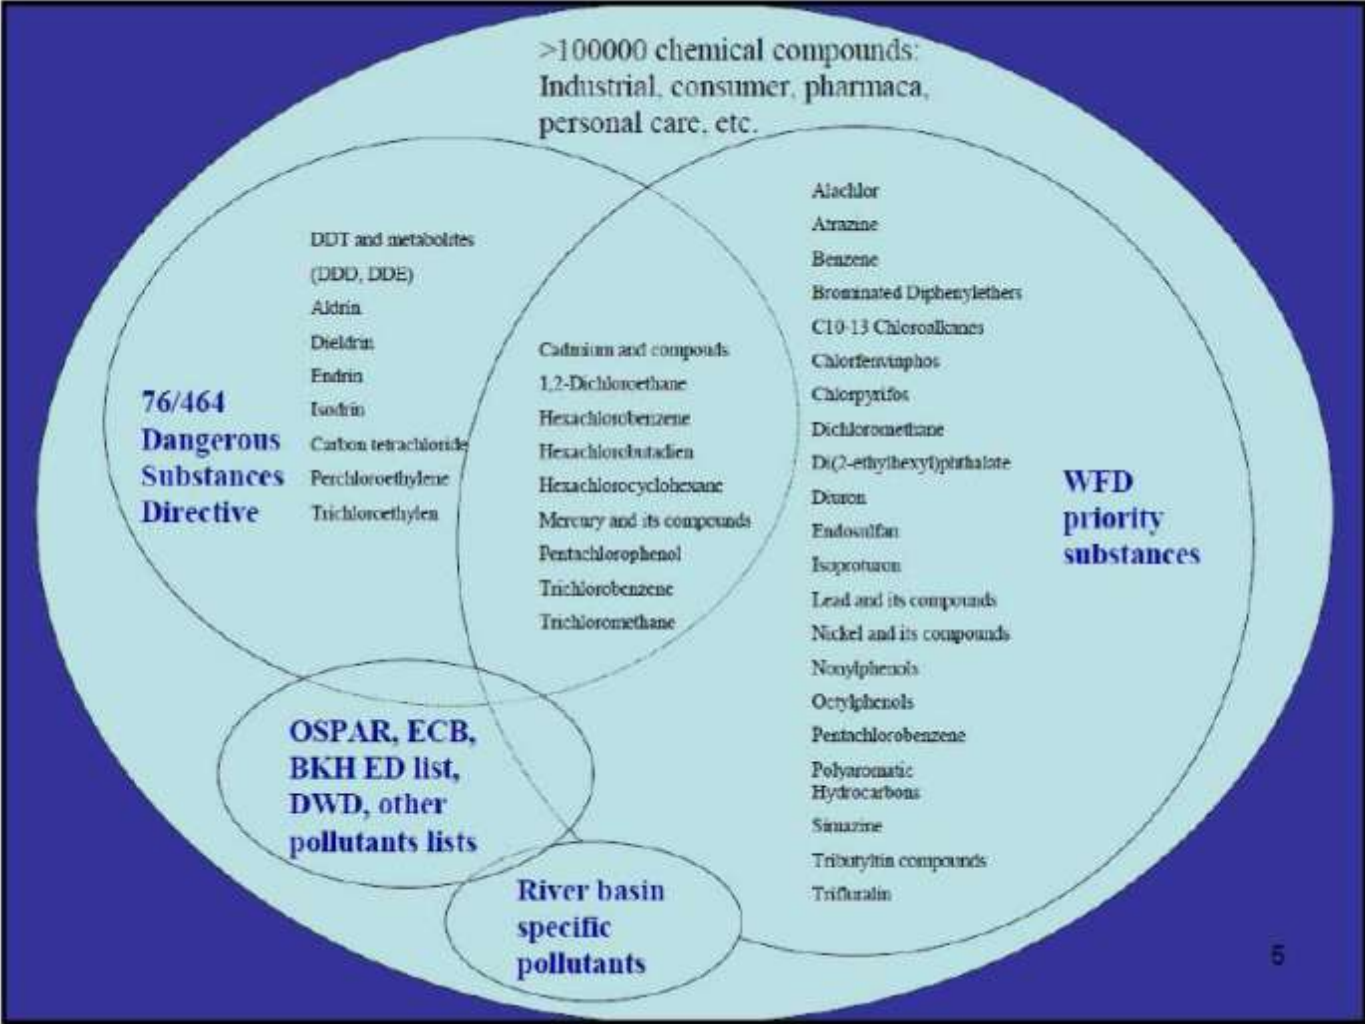 >100000 chemical compounds:
Industrial, consumer, pharmaca,
personal care, etc.
76/464
Dangerous
Substances
Directive
DDT and metabolites
(DDD, DDE)
Aldrin
Dieldrin
Endrin
Isodrin
Carbon tetrachloride
Perchloroethylene
Trichloroethylen
Cadmium and compouds
1,2-Dichloroethane
Hexachlorobenzene
Hexachlorobutadien
Hexachlorocyclohexane
Mercury and its compounds
Pentachlorophenol
Trichlorobenzene
Trichloromethane
Alachlor
Atrazine
Benzene
Brominated Diphenylethers
C10-13 Chloroalkanes
Chlorfenvinphos
Chlorpyrifos
Dichloromethane
Di(2-ethylhexyl)phthalate
Diuron
Endosulfan
Isoproturon
Lead and its compounds
Nickel and its compounds
Nonylphenols
Octylphenols
Pentachlorobenzene
Polyaromatic
Hydrocarbons
Simazine
Tributyltin compounds
Trifluralin
WFD
priority
substances
OSPAR, ECB,
BKH ED list,
DWD, other
pollutants lists
River basin
specific
pollutants
5